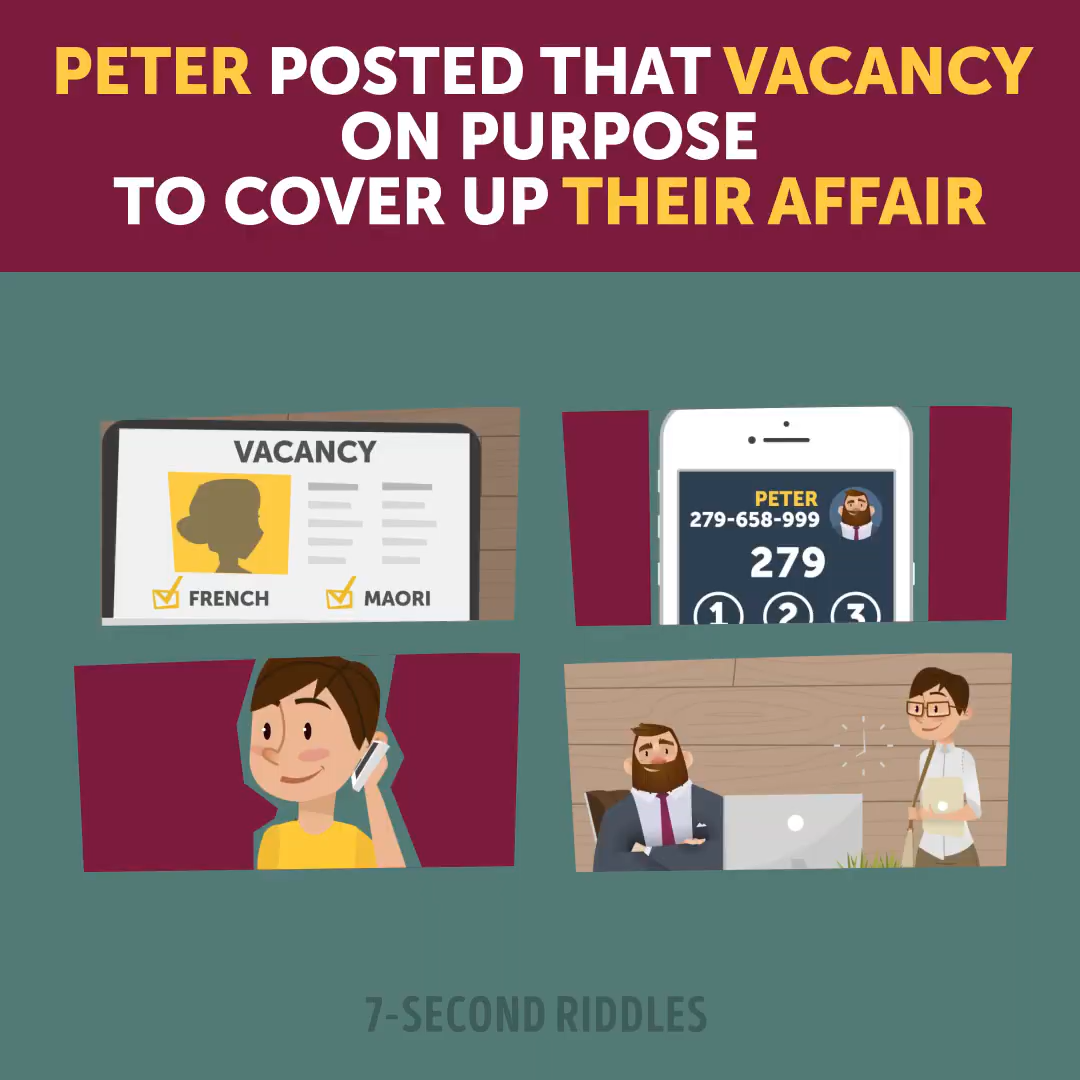 PETER POSTED THAT VACANCY
ON PURPOSE
TO COVER UP THEIR AFFAIR
VACANCY
FRENCH
MAORI
PETER
279-658-999
279
1 2 3
7-SECOND RIDDLES